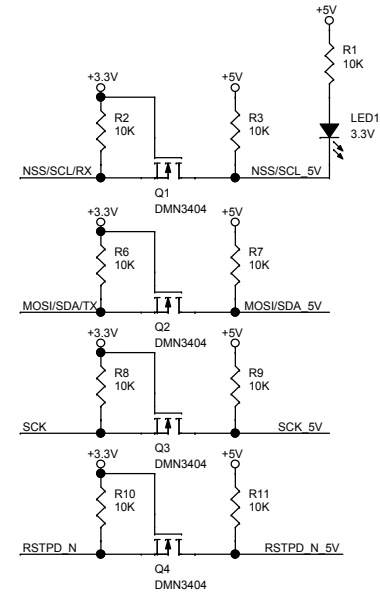 +5V
R1
10K
LED1
3.3V
+3.3V
+5V
R2
10K
R3
10K
NSS/SCL/RX
NSS/SCL_5V
Q1
DMN3404
+3.3V
+5V
R6
10K
R7
10K
MOSI/SDA/TX
MOSI/SDA_5V
Q2
DMN3404
+3.3V
+5V
R8
10K
R9
10K
SCK
SCK_5V
Q3
DMN3404
+3.3V
+5V
R10
10K
R11
10K
RSTPD_N
RSTPD_N_5V
Q4
DMN3404